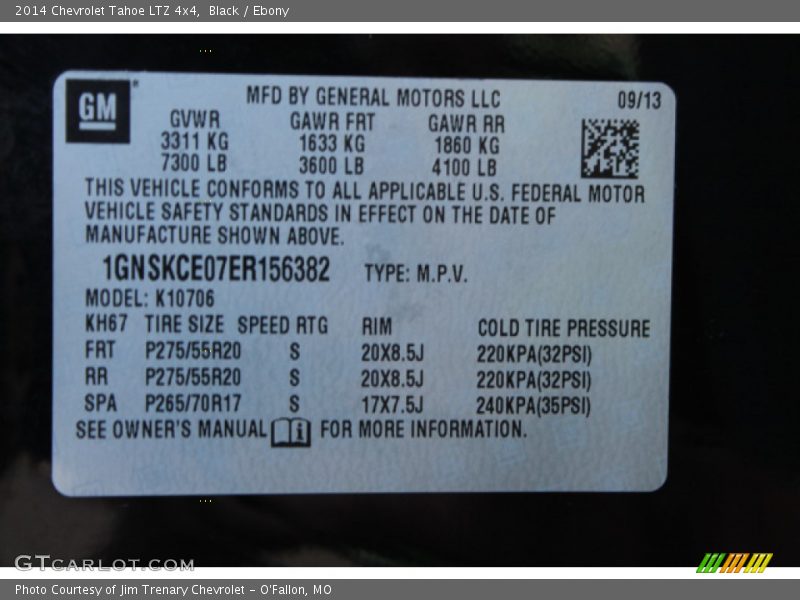 2014 Chevrolet Tahoe LTZ 4x4, Black / Ebony
GM
MFD BY GENERAL MOTORS LLC 09/13
GVWR GAWR FRT GAWR RR
3311 KG 1633 KG 1860 KG
7300 LB 3600 LB 4100 LB
THIS VEHICLE CONFORMS TO ALL APPLICABLE U.S. FEDERAL MOTOR
VEHICLE SAFETY STANDARDS IN EFFECT ON THE DATE OF
MANUFACTURE SHOWN ABOVE.
1GNSKCE07ER156382 TYPE: M.P.V.
MODEL: K10706
KH67 TIRE SIZE SPEED RTG RIM COLD TIRE PRESSURE
FRT P275/55R20 S 20X8.5J 220KPA(32PSI)
RR P275/55R20 S 20X8.5J 220KPA(32PSI)
SPA P265/70R17 S 17X7.5J 240KPA(35PSI)
SEE OWNER'S MANUAL i FOR MORE INFORMATION.
GTCARLOT.COM
Photo Courtesy of Jim Trenary Chevrolet - O'Fallon, MO